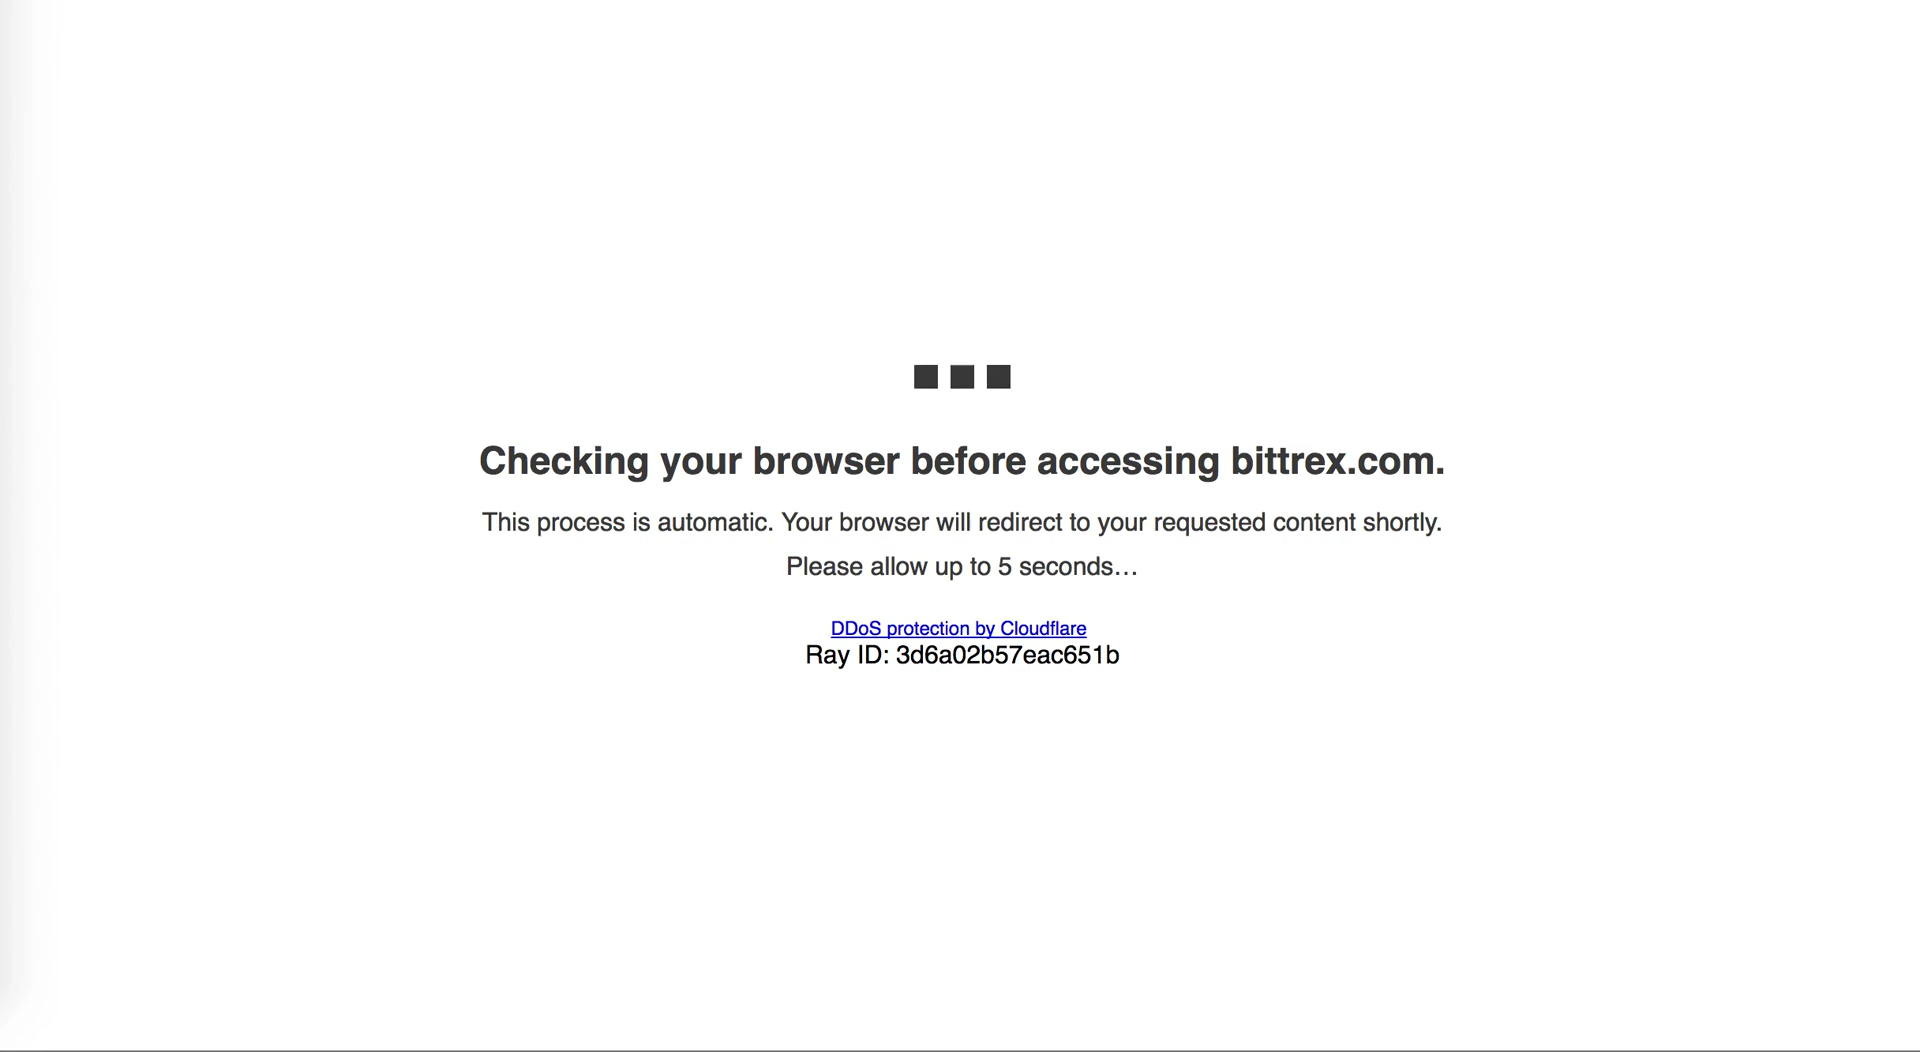 Checking your browser before accessing bittrex.com.
This process is automatic. Your browser will redirect to your requested content shortly.
Please allow up to 5 seconds…
DDoS protection by Cloudflare
Ray ID: 3d6a02b57eac651b